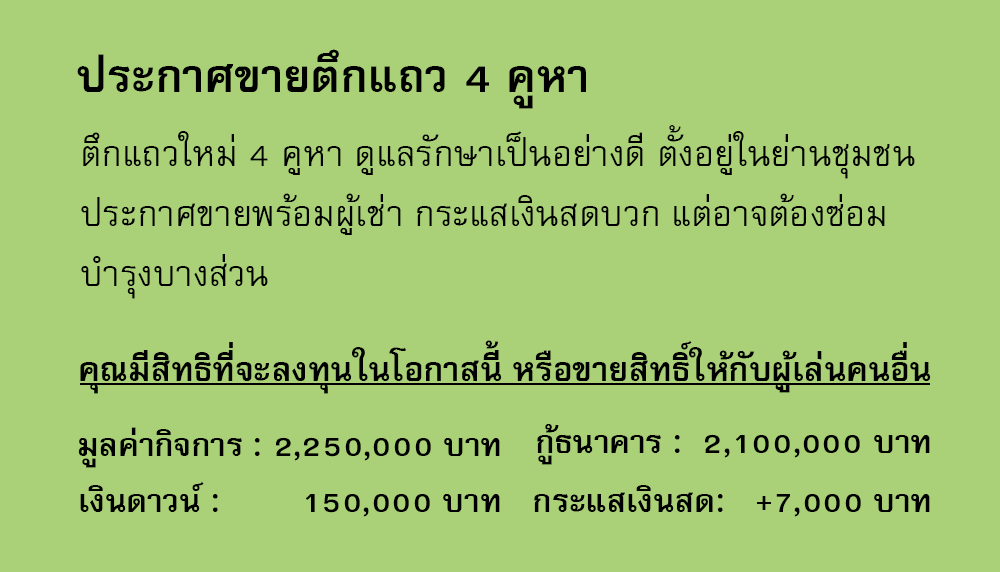 ประกาศขายตึกแถว 4 คูหา
ตึกแถวใหม่ 4 คูหา ดูแลรักษาเป็นอย่างดี ตั้งอยู่ในย่านชุมชน
ประกาศขายพร้อมผู้เช่า กระแสเงินสดบวก แต่อาจต้องซ่อม
บำรุงบางส่วน
คุณมีสิทธิที่จะลงทุนในโอกาสนี้ หรือขายสิทธิ์ให้กับผู้เล่นคนอื่น
มูลค่ากิจการ : 2,250,000 บาท กู้ธนาคาร : 2,100,000 บาท
เงินดาวน์ : 150,000 บาท กระแสเงินสด: +7,000 บาท